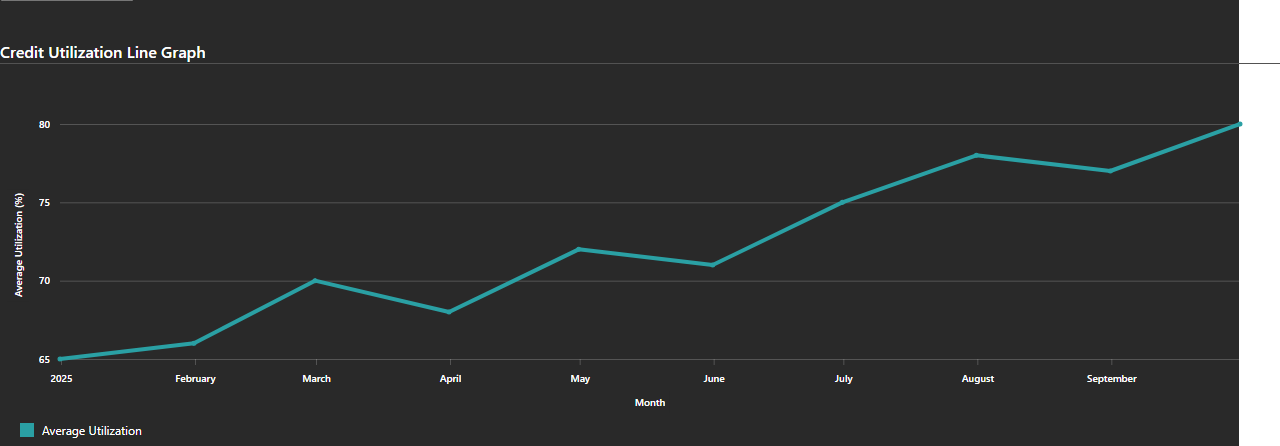 Credit Utilization Line Graph
80
75
70
65
Average Utilization (%)
2025 February March April May June July August September
Month
Average Utilization